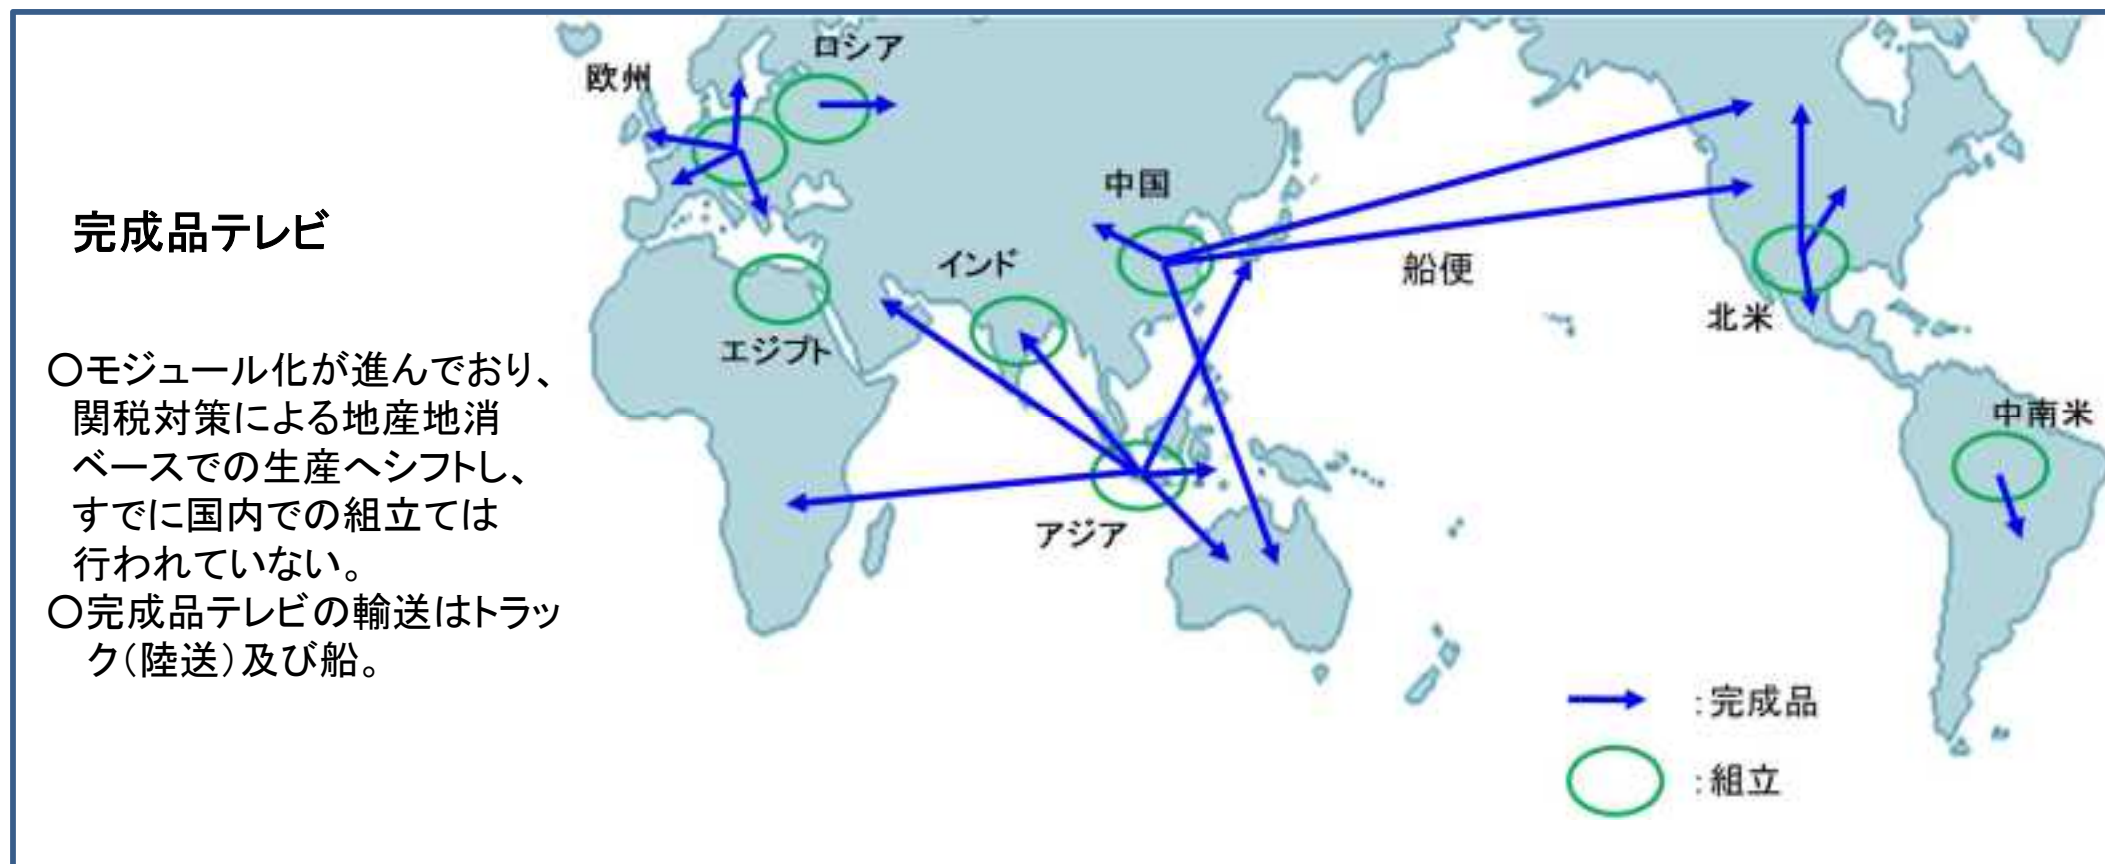 完成品テレビ
○モジュール化が進んでおり、
関税対策による地産地消
ベースでの生産へシフトし、
すでに国内での組立ては
行われていない。
○完成品テレビの輸送はトラッ
ク(陸送)及び船。
欧州
ロシア
中国
インド
エジプト
アジア
船便
北米
中南米
:完成品
:組立